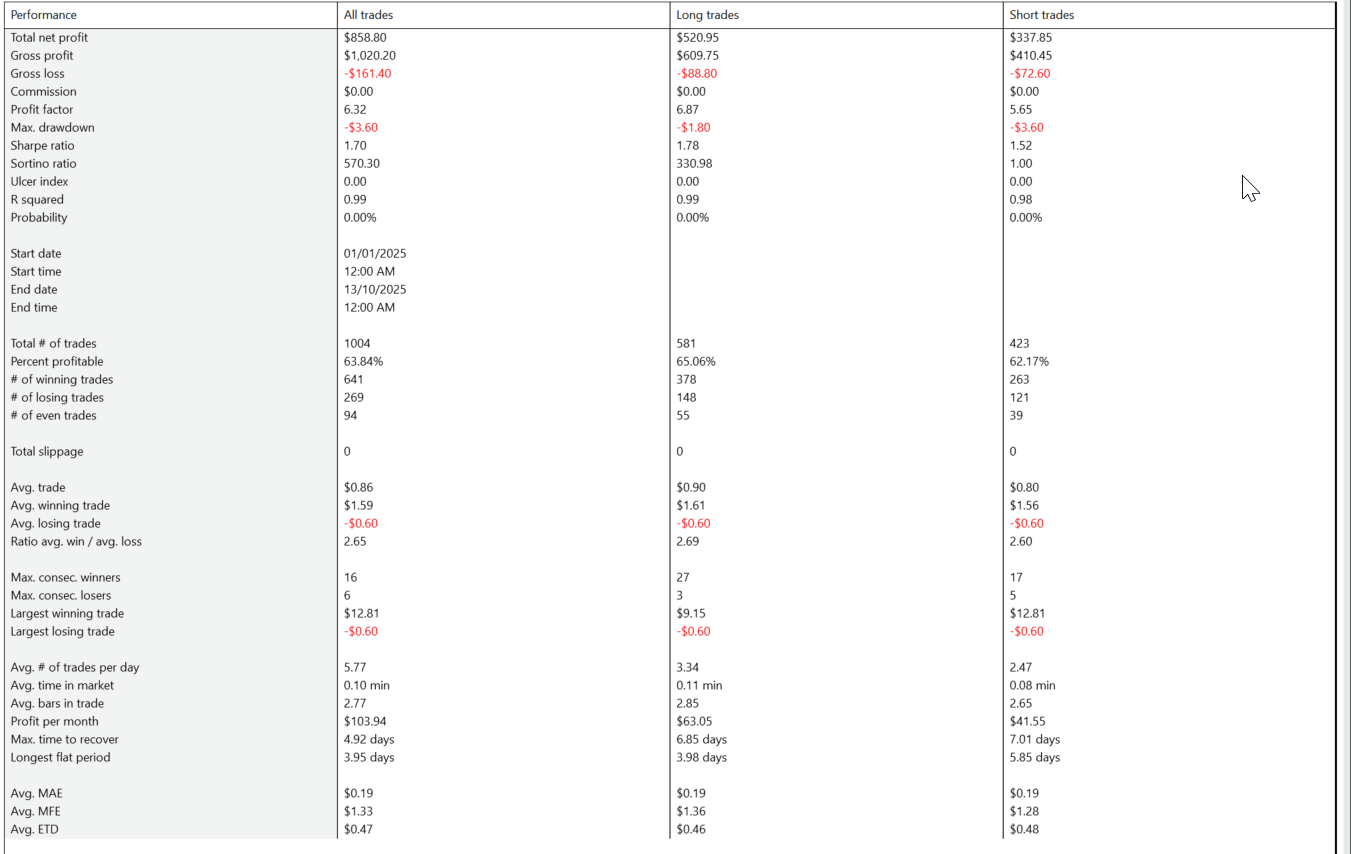 Performance All trades Long trades Short trades
Total net profit $858.80 $520.95 $337.85
Gross profit $1,020.20 $609.75 $410.45
Gross loss -$161.40 -$88.80 -$72.60
Commission $0.00 $0.00 $0.00
Profit factor 6.32 6.87 5.65
Max. drawdown -$3.60 -$1.80 -$3.60
Sharpe ratio 1.70 1.78 1.52
Sortino ratio 570.30 330.98 1.00
Ulcer index 0.00 0.00 0.00
R squared 0.99 0.99 0.98
Probability 0.00% 0.00% 0.00%
Start date 01/01/2025
Start time 12:00 AM
End date 13/10/2025
End time 12:00 AM
Total # of trades 1004 581 423
Percent profitable 63.84% 65.06% 62.17%
# of winning trades 641 378 263
# of losing trades 269 148 121
# of even trades 94 55 39
Total slippage 0 0 0
Avg. trade $0.86 $0.90 $0.80
Avg. winning trade $1.59 $1.61 $1.56
Avg. losing trade -$0.60 -$0.60 -$0.60
Ratio avg. win / avg. loss 2.65 2.69 2.60
Max. consec. winners 16 27 17
Max. consec. losers 6 3 5
Largest winning trade $12.81 $9.15 $12.81
Largest losing trade -$0.60 -$0.60 -$0.60
Avg. # of trades per day 5.77 3.34 2.47
Avg. time in market 0.10 min 0.11 min 0.08 min
Avg. bars in trade 2.77 2.85 2.65
Profit per month $103.94 $63.05 $41.55
Max. time to recover 4.92 days 6.85 days 7.01 days
Longest flat period 3.95 days 3.98 days 5.85 days
Avg. MAE $0.19 $0.19 $0.19
Avg. MFE $1.33 $1.36 $1.28
Avg. ETD $0.47 $0.46 $0.48